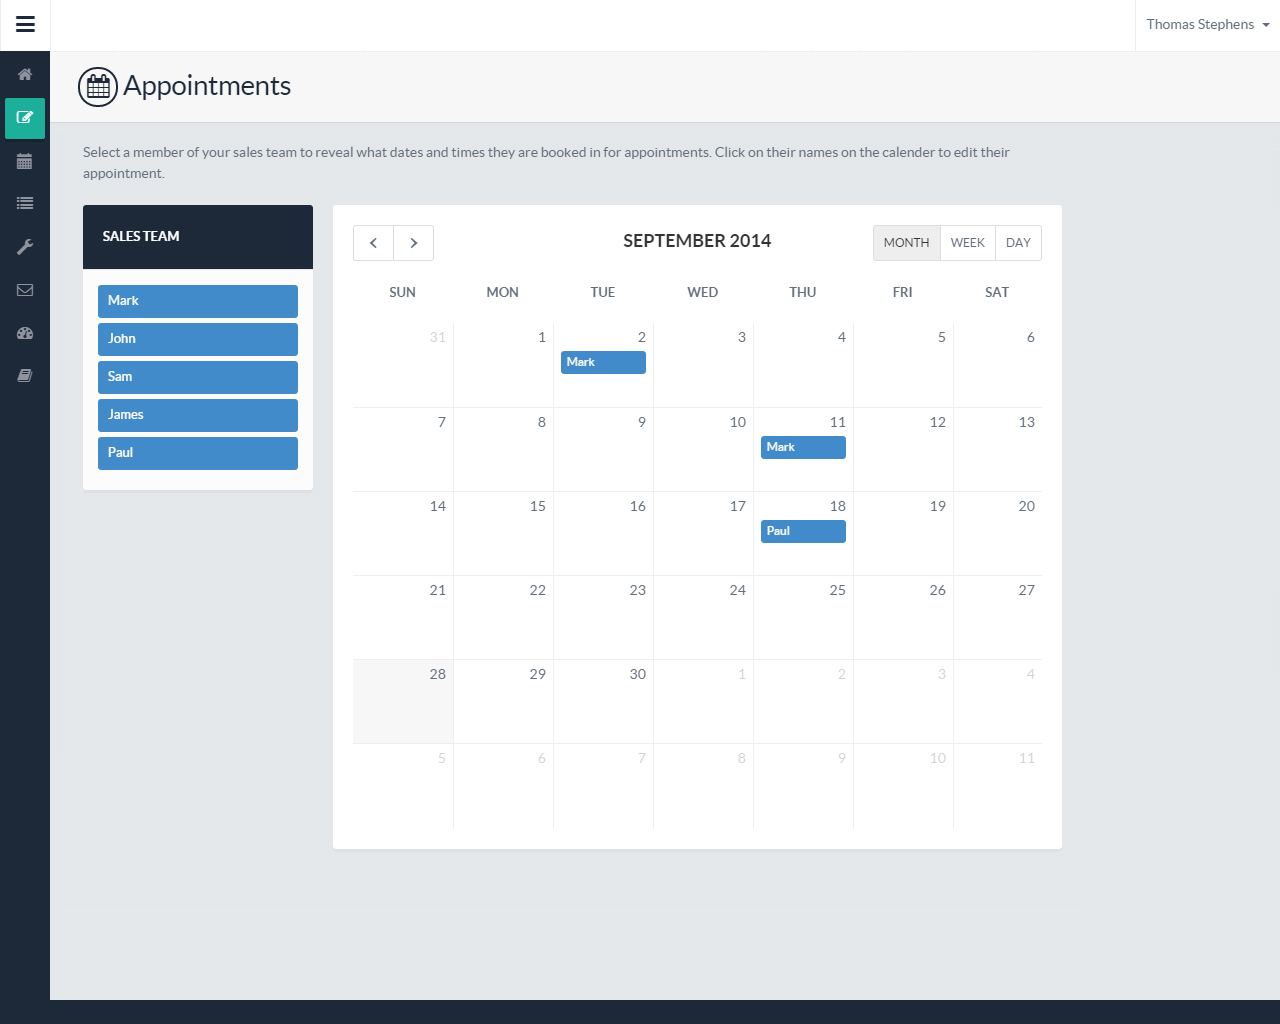 Thomas Stephens
Appointments
Select a member of your sales team to reveal what dates and times they are booked in for appointments. Click on their names on the calender to edit their
appointment.
SALES TEAM
Mark
John
Sam
James
Paul
SEPTEMBER 2014
MONTH WEEK DAY
SUN MON TUE WED THU FRI SAT
31 1 2 3 4 5 6
Mark
7 8 9 10 11 12 13
Mark
14 15 16 17 18 19 20
Paul
21 22 23 24 25 26 27
28 29 30 1 2 3 4
5 6 7 8 9 10 11